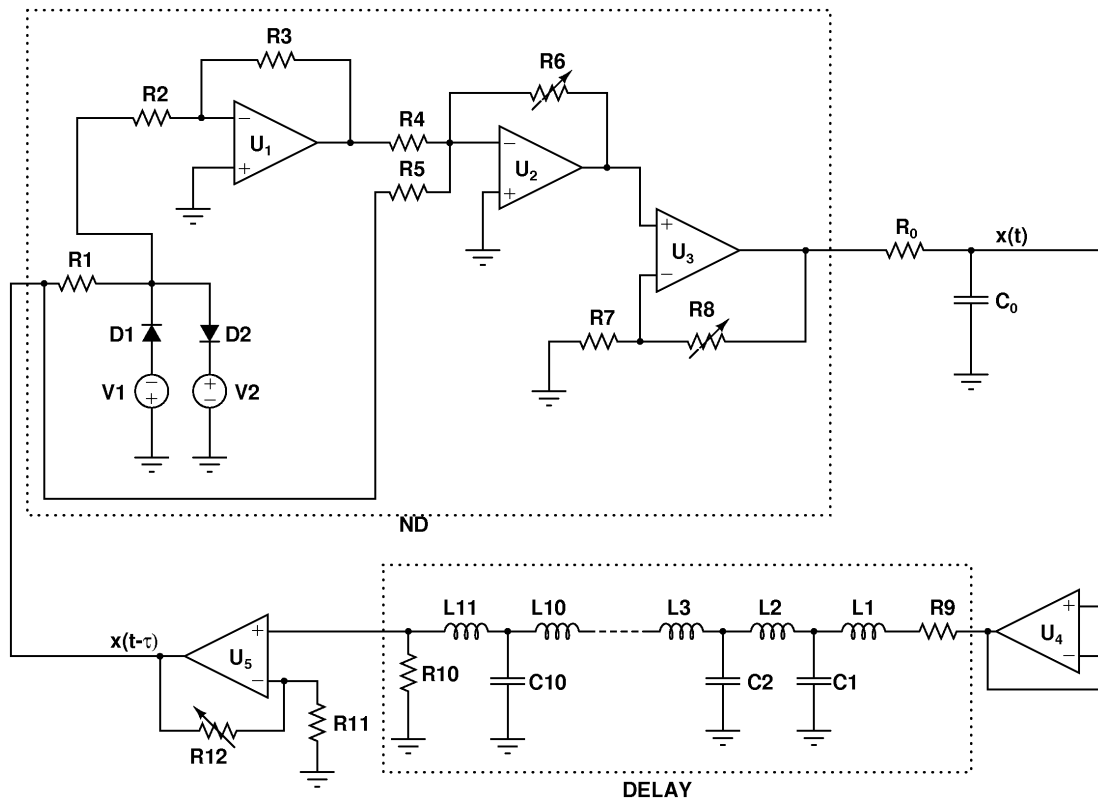 R3
R2
R6
U1
R4
R5
U2
U3
R0
x(t)
R1
C0
D1
D2
R7
R8
V1
V2
ND
L11
L10
L3
L2
L1
R9
x(t-τ)
U5
U4
R10
C10
C2
C1
R11
R12
DELAY